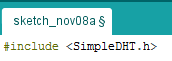 sketch_nov08a §
#include <SimpleDHT.h>